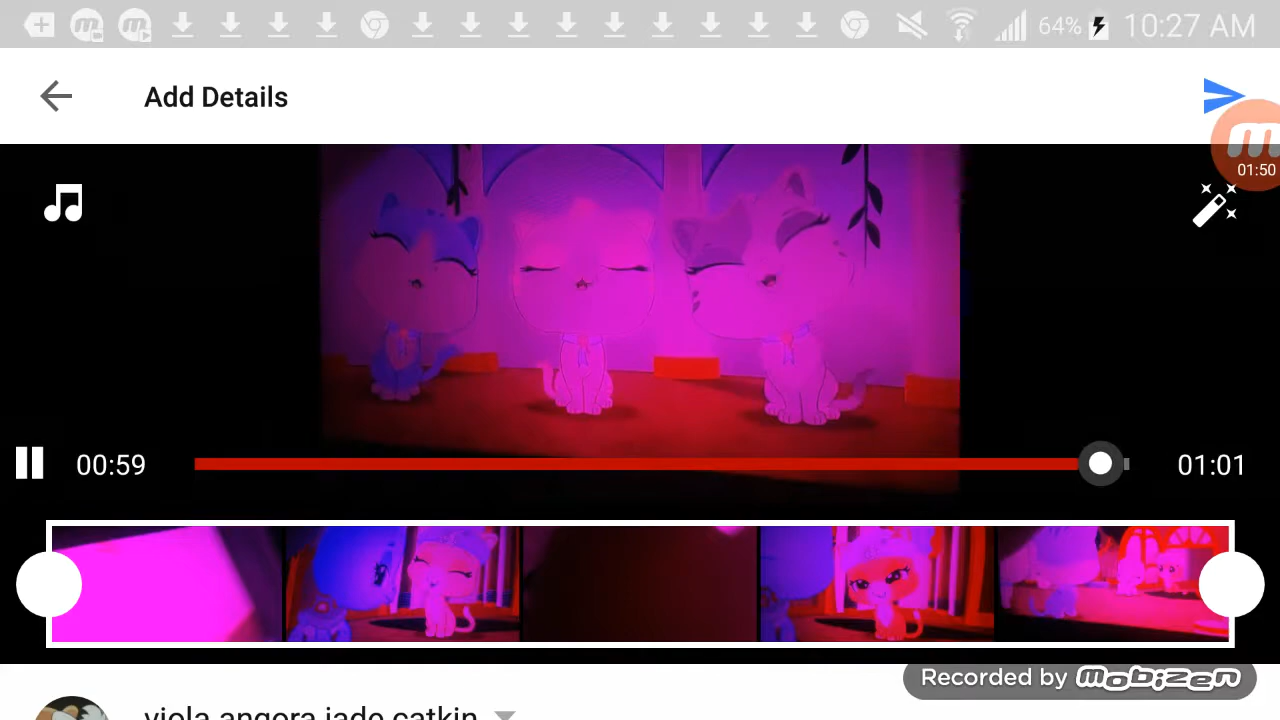 64% 10:27 AM
Add Details
01:50
00:59 01:01
Recorded by mobizen
viola angora jade catkin